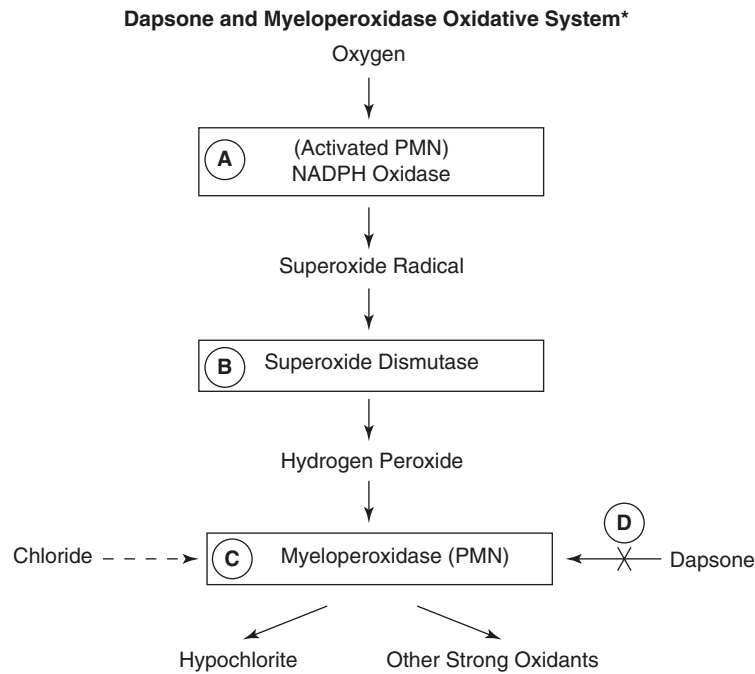 Dapsone and Myeloperoxidase Oxidative System*
Oxygen
A
(Activated PMN)
NADPH Oxidase
Superoxide Radical
B
Superoxide Dismutase
Hydrogen Peroxide
D
Chloride
C
Myeloperoxidase (PMN)
Dapsone
Hypochlorite
Other Strong Oxidants